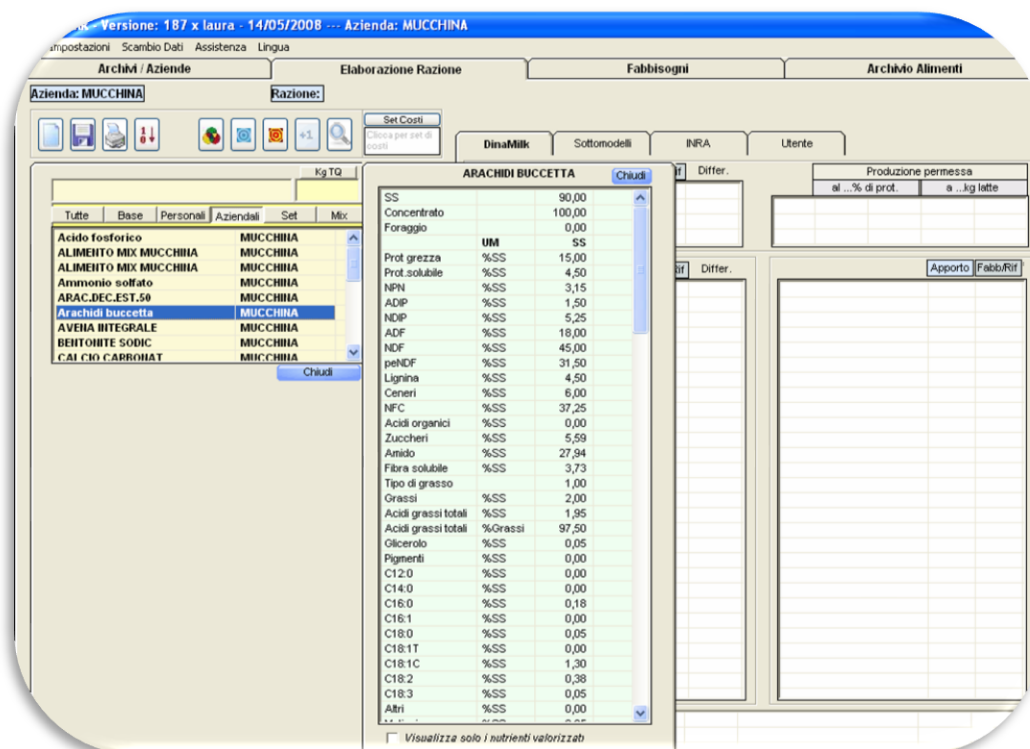 - Versione: 187 x laura - 14/05/2008 --- Azienda: MUCCHINA
Impostazioni Scambio Dati Assistenza Lingua
Archivi / Aziende Elaborazione Razione Fabbisogni Archivio Alimenti
Azienda: MUCCHINA Razione:
Set Costi
Clicca per set di
costi
+1
DinaMilk Sottomodelli INRA Utente
Kg TQ
ARACHIDI BUCCETTA Chiudi
Differ.
Produzione permessa
al ...% di prot. a ...kg latte
Tutte Base Personali Aziendali Set Mix
Acido fosforico MUCCHINA
ALIMENTO MIX MUCCHINA MUCCHINA
ALIMENTO MIX MUCCHINA MUCCHINA
Ammonio solfato MUCCHINA
ARAC.DEC.EST.50 MUCCHINA
Arachidi buccetta MUCCHINA
AVENA INTEGRALE MUCCHINA
BENTONITE SODIC MUCCHINA
CALCIO CARBONAT MUCCHINA
Chiudi
SS 90,00
Concentrato 100,00
Foraggio 0,00
UM SS
Prot grezza %SS 15,00
Prot.solubile %SS 4,50
NPN %SS 3,15
ADIP %SS 1,50
NDIP %SS 5,25
ADF %SS 18,00
NDF %SS 45,00
peNDF %SS 31,50
Lignina %SS 4,50
Ceneri %SS 6,00
NFC %SS 37,25
Acidi organici %SS 0,00
Zuccheri %SS 5,59
Amido %SS 27,94
Fibra solubile %SS 3,73
Tipo di grasso 1,00
Grassi %SS 2,00
Acidi grassi totali %SS 1,95
Acidi grassi totali %Grassi 97,50
Glicerolo %SS 0,05
Pigmenti %SS 0,00
C12:0 %SS 0,00
C14:0 %SS 0,00
C16:0 %SS 0,18
C16:1 %SS 0,00
C18:0 %SS 0,05
C18:1T %SS 0,00
C18:1C %SS 1,30
C18:2 %SS 0,38
C18:3 %SS 0,05
Altri %SS 0,00
Visualizza solo i nutrienti valorizzati
Differ.
Apporto Fabb/Rif